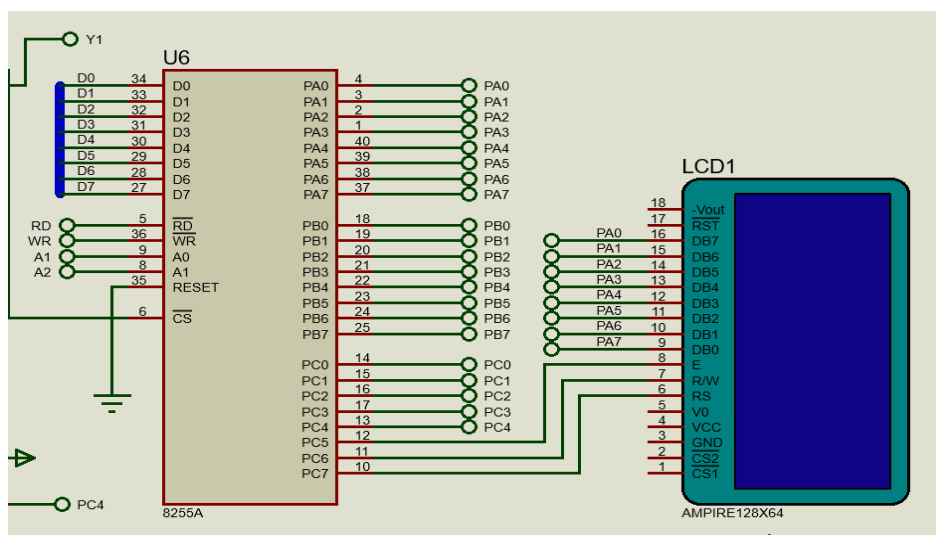 Y1
U6
D0 34 D0 PA0 4 PA0
D1 33 D1 PA1 3 PA1
D2 32 D2 PA2 2 PA2
D3 31 D3 PA3 1 PA3
D4 30 D4 PA4 40 PA4
D5 29 D5 PA5 39 PA5
D6 28 D6 PA6 38 PA6
D7 27 D7 PA7 37 PA7
RD 5 RD PB0 18 PB0
WR 36 WR PB1 19 PB1
A1 9 A0 PB2 20 PB2
A2 8 A1 PB3 21 PB3
35 RESET PB4 22 PB4
PB5 23 PB5
6 CS PB6 24 PB6
PB7 25 PB7
PC0 14 PC0
PC1 15 PC1
PC2 16 PC2
PC3 17 PC3
PC4 13 PC4
PC5 12
PC6 11
PC7 10
8255A
PC4
LCD1
18 -Vout
17 RST
PA0 16 DB7
PA1 15 DB6
PA2 14 DB5
PA3 13 DB4
PA4 12 DB3
PA5 11 DB2
PA6 10 DB1
PA7 9 DB0
8 E
7 R/W
6 RS
5 V0
4 VCC
3 GND
2 CS2
1 CS1
AMPIRE128X64